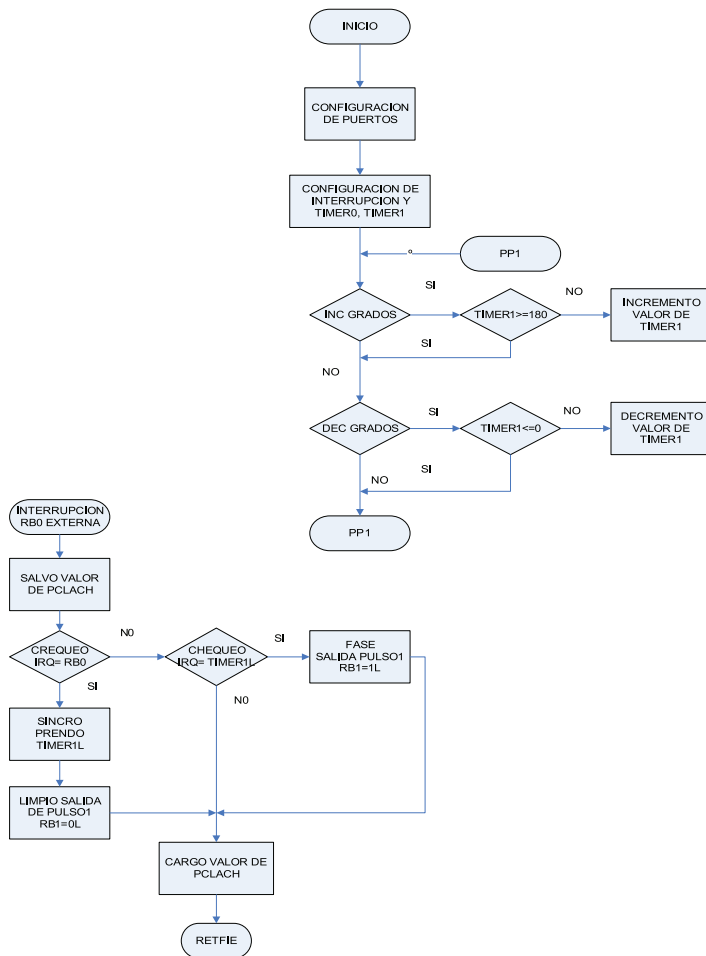 INICIO
CONFIGURACION
DE PUERTOS
CONFIGURACION DE
INTERRUPCION Y
TIMER0, TIMER1
PP1
SI
NO
INC GRADOS
TIMER1>=180
INCREMENTO
VALOR DE
TIMER1
SI
NO
SI
NO
DEC GRADOS
TIMER1<=0
DECREMENTO
VALOR DE
TIMER1
SI
NO
PP1
INTERRUPCION
RB0 EXTERNA
SALVO VALOR
DE PCLACH
N0
SI
CREQUEO
IRQ= RB0
CHEQUEO
IRQ= TIMER1L
FASE
SALIDA PULSO1
RB1=1L
SI
N0
SINCRO
PRENDO
TIMER1L
LIMPIO SALIDA
DE PULSO1
RB1=0L
CARGO VALOR DE
PCLACH
RETFIE